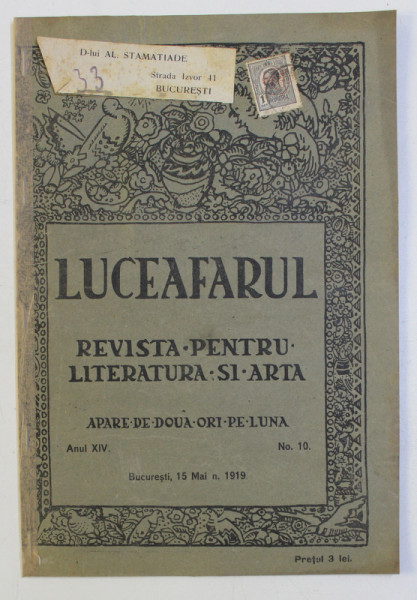 D-lui AL. STAMATIADE
33
Strada Izvor 41
BUCUREȘTI
1
LUCEAFARUL
REVISTA·PENTRU·
LITERATURA·SI·ARTA
APARE·DE·DOUA·ORI·PE·LUNA
Anul XIV. No. 10.
București, 15 Mai n. 1919.
Prețul 3 lei.